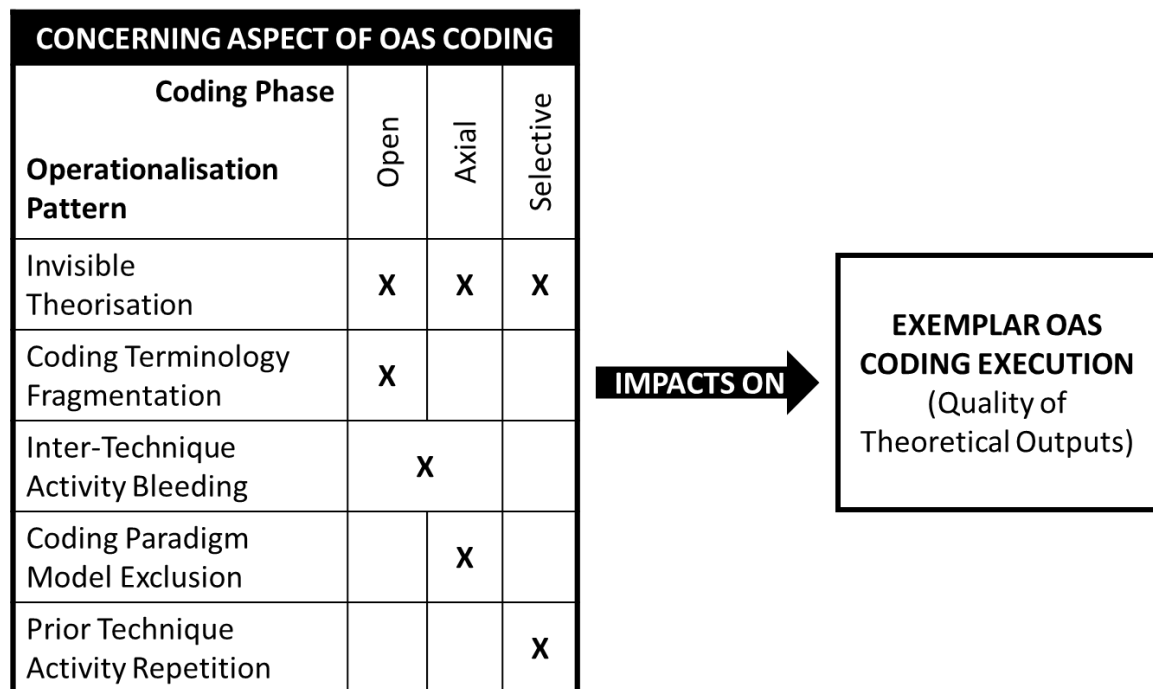 CONCERNING ASPECT OF OAS CODING
Coding Phase
Operationalisation
Pattern
Open
Axial
Selective
Invisible
Theorisation
X X X
Coding Terminology
Fragmentation
X
Inter-Technique
Activity Bleeding
X
Coding Paradigm
Model Exclusion
X
Prior Technique
Activity Repetition
X
IMPACTS ON
EXEMPLAR OAS
CODING EXECUTION
(Quality of
Theoretical Outputs)